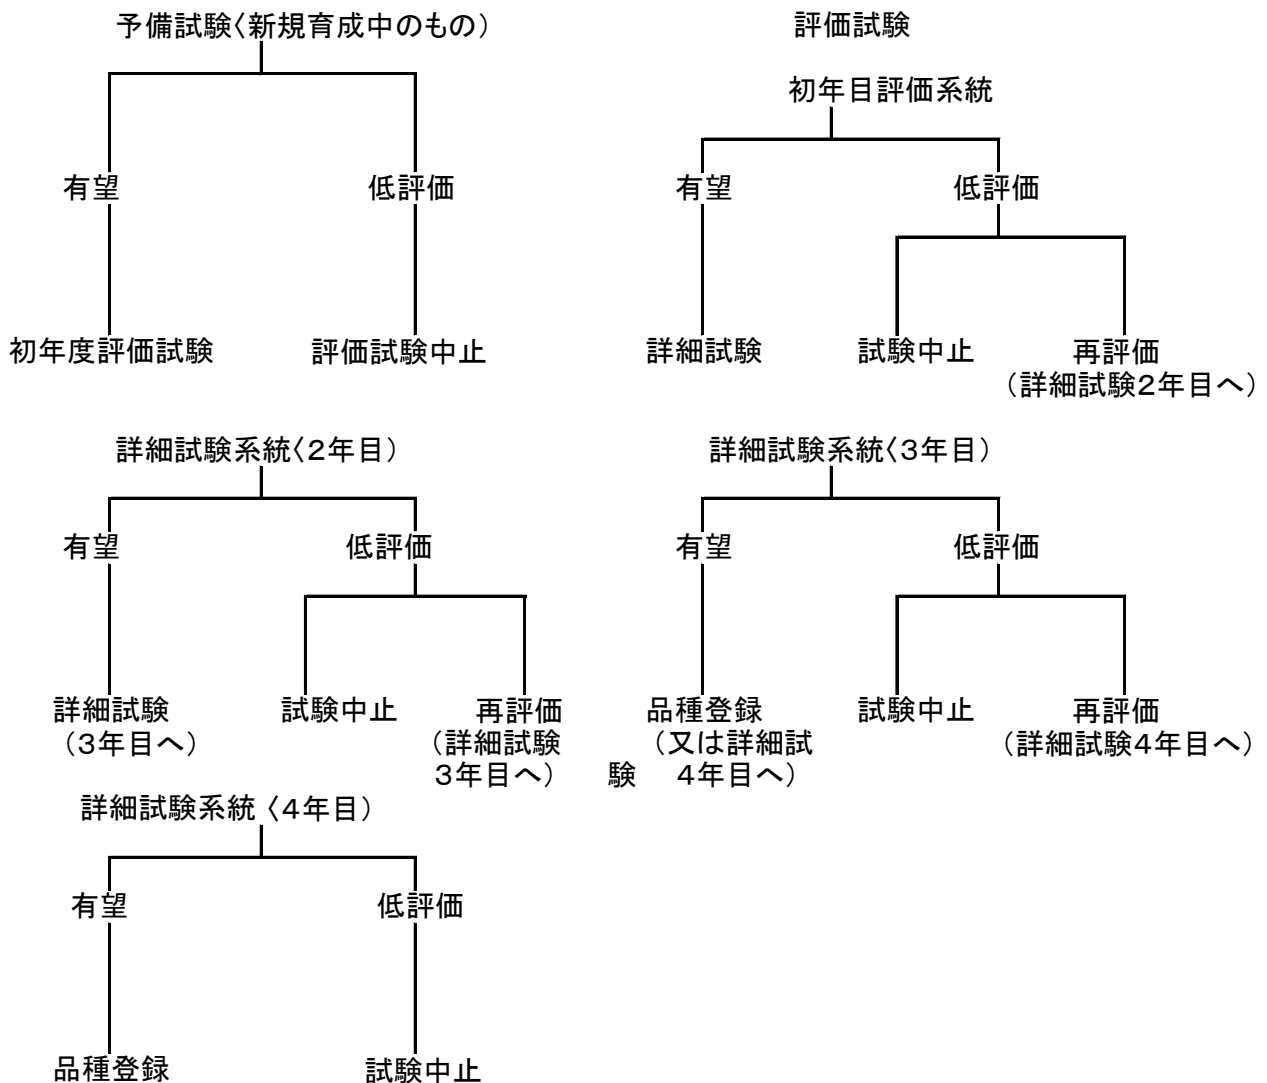 予備試験〈新規育成中のもの）
有望
低評価
初年度評価試験
評価試験中止
評価試験
初年目評価系統
有望
低評価
詳細試験
試験中止
再評価
（詳細試験２年目へ）
詳細試験系統〈２年目）
有望
低評価
詳細試験
（３年目へ）
試験中止
再評価
（詳細試験
３年目へ）
詳細試験系統〈３年目）
有望
低評価
品種登録
（又は詳細試
験　４年目へ）
試験中止
再評価
（詳細試験４年目へ）
詳細試験系統〈４年目）
有望
低評価
品種登録
試験中止